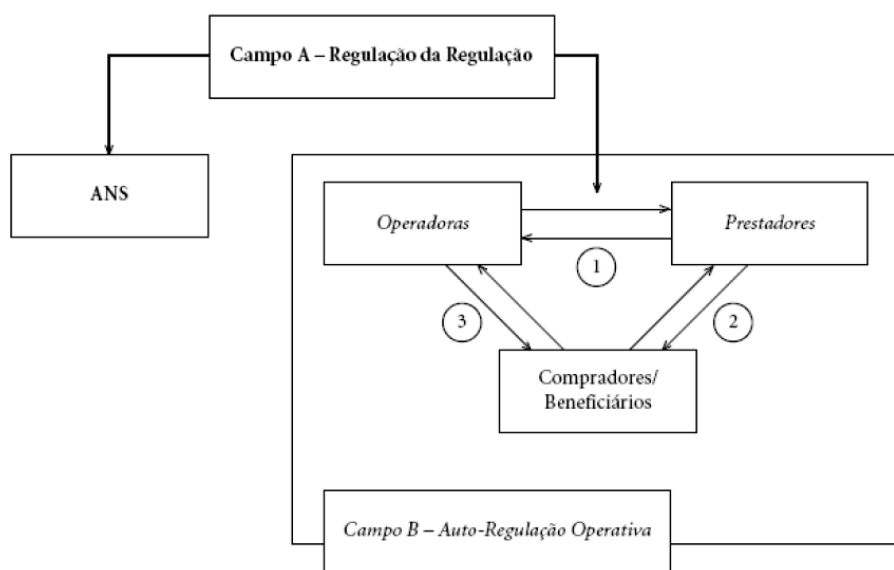 Campo A – Regulação da Regulação
ANS
Operadoras
Prestadores
1
3
2
Compradores/
Beneficiários
Campo B – Auto-Regulação Operativa